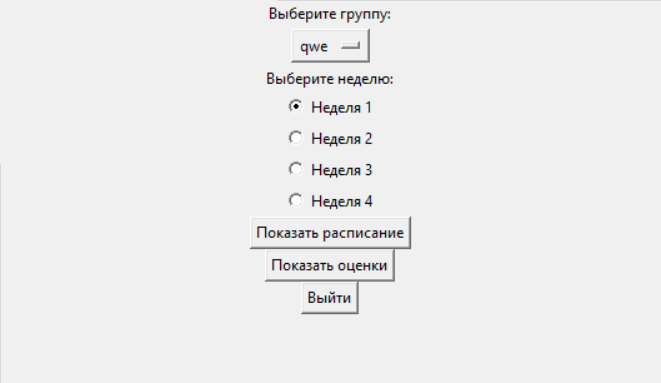 Выберите группу:
qwe
Выберите неделю:
Неделя 1
Неделя 2
Неделя 3
Неделя 4
Показать расписание
Показать оценки
Выйти